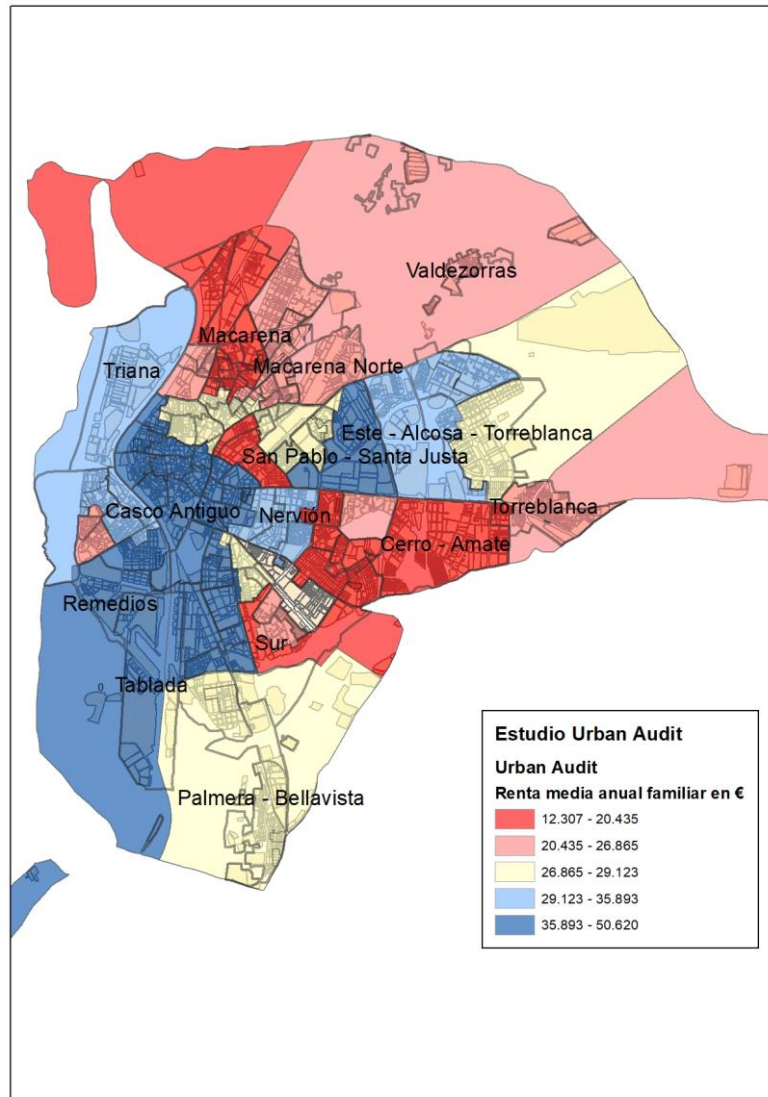 Valdezorras
Macarena
Macarena Norte
Triana
Este - Alcosa - Torreblanca
San Pablo - Santa Justa
Torreblanca
Casco Antiguo
Nervión
Cerro - Amate
Remedios
Sur
Tablada
0
Palmera - Bellavista
Estudio Urban Audit
Urban Audit
Renta media anual familiar en €
12.307 - 20.435
20.435 - 26.865
26.865 - 29.123
29.123 - 35.893
35.893 - 50.620